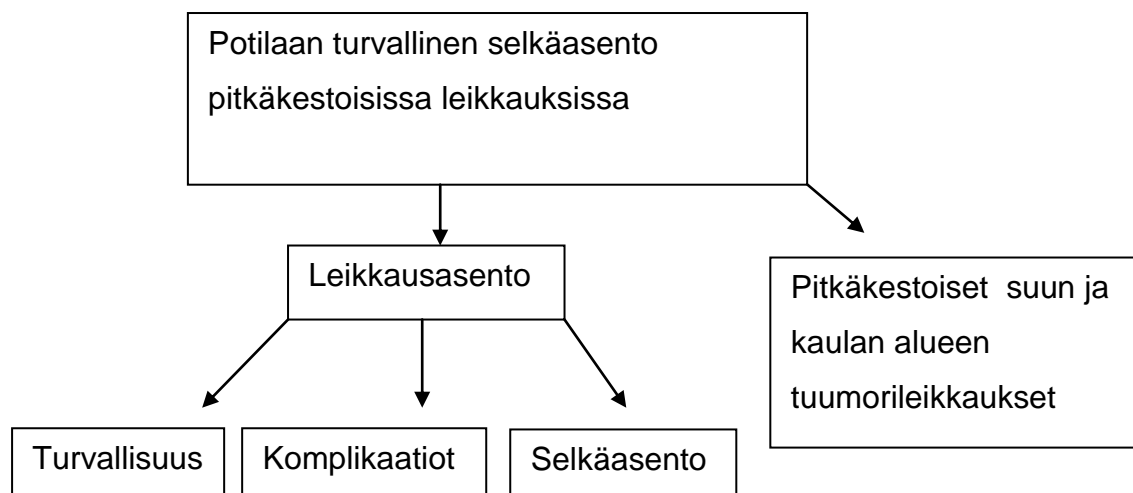 Potilaan turvallinen selkäasento
pitkäkestoisissa leikkauksissa
Leikkausasento
Pitkäkestoiset suun ja
kaulan alueen
tuumorileikkaukset
Turvallisuus
Komplikaatiot
Selkäasento